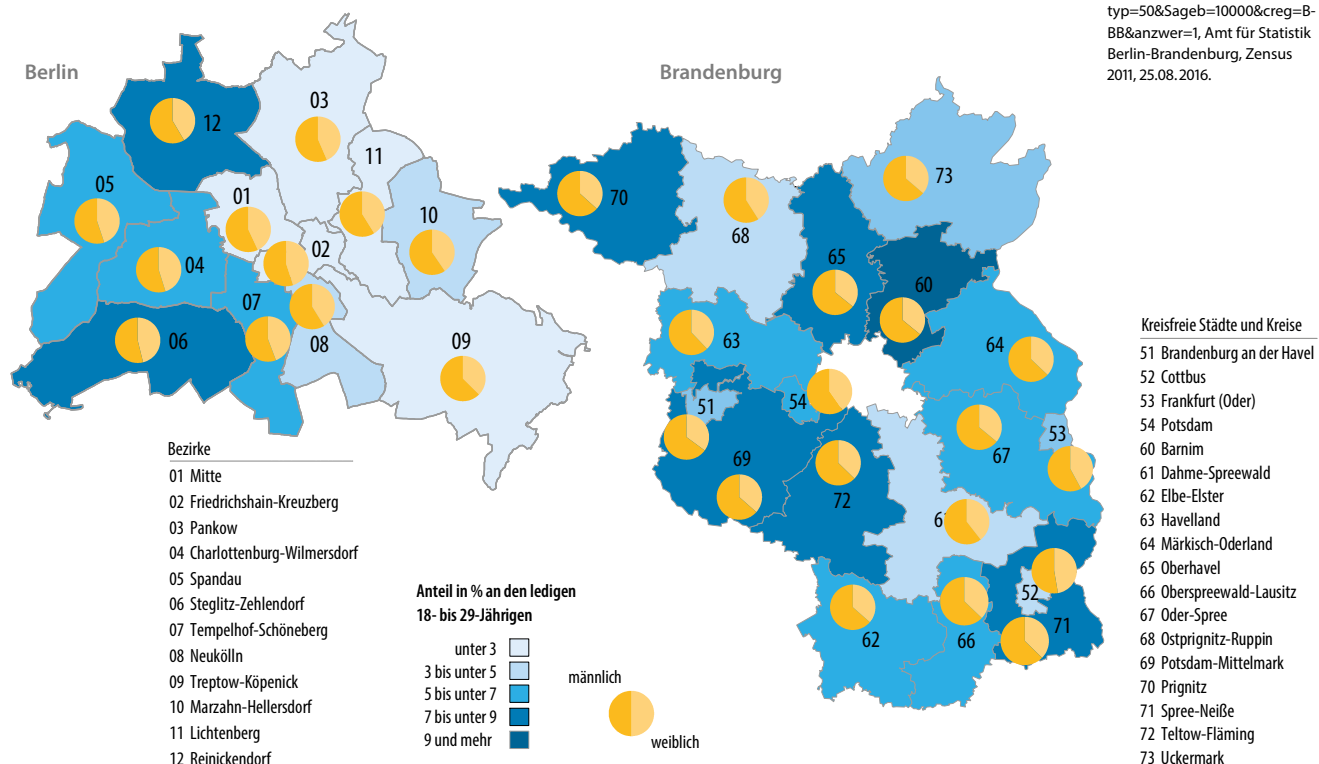 typ=50&Sageb=10000&creg=B-
BB&anzwer=1, Amt für Statistik
Berlin-Brandenburg, Zensus
2011, 25.08.2016.
Berlin
12
03
11
05
01
10
02
04
07
06
08
09
Brandenburg
70
68
73
65
60
63
64
51
54
53
67
69
72
61
52
71
62
66
Bezirke
01 Mitte
02 Friedrichshain-Kreuzberg
03 Pankow
04 Charlottenburg-Wilmersdorf
05 Spandau
06 Steglitz-Zehlendorf
07 Tempelhof-Schöneberg
08 Neukölln
09 Treptow-Köpenick
10 Marzahn-Hellersdorf
11 Lichtenberg
12 Reinickendorf
Anteil in % an den ledigen
18- bis 29-Jährigen
unter 3
3 bis unter 5
5 bis unter 7
7 bis unter 9
9 und mehr
männlich
weiblich
Kreisfreie Städte und Kreise
51 Brandenburg an der Havel
52 Cottbus
53 Frankfurt (Oder)
54 Potsdam
60 Barnim
61 Dahme-Spreewald
62 Elbe-Elster
63 Havelland
64 Märkisch-Oderland
65 Oberhavel
66 Oberspreewald-Lausitz
67 Oder-Spree
68 Ostprignitz-Ruppin
69 Potsdam-Mittelmark
70 Prignitz
71 Spree-Neiße
72 Teltow-Fläming
73 Uckermark